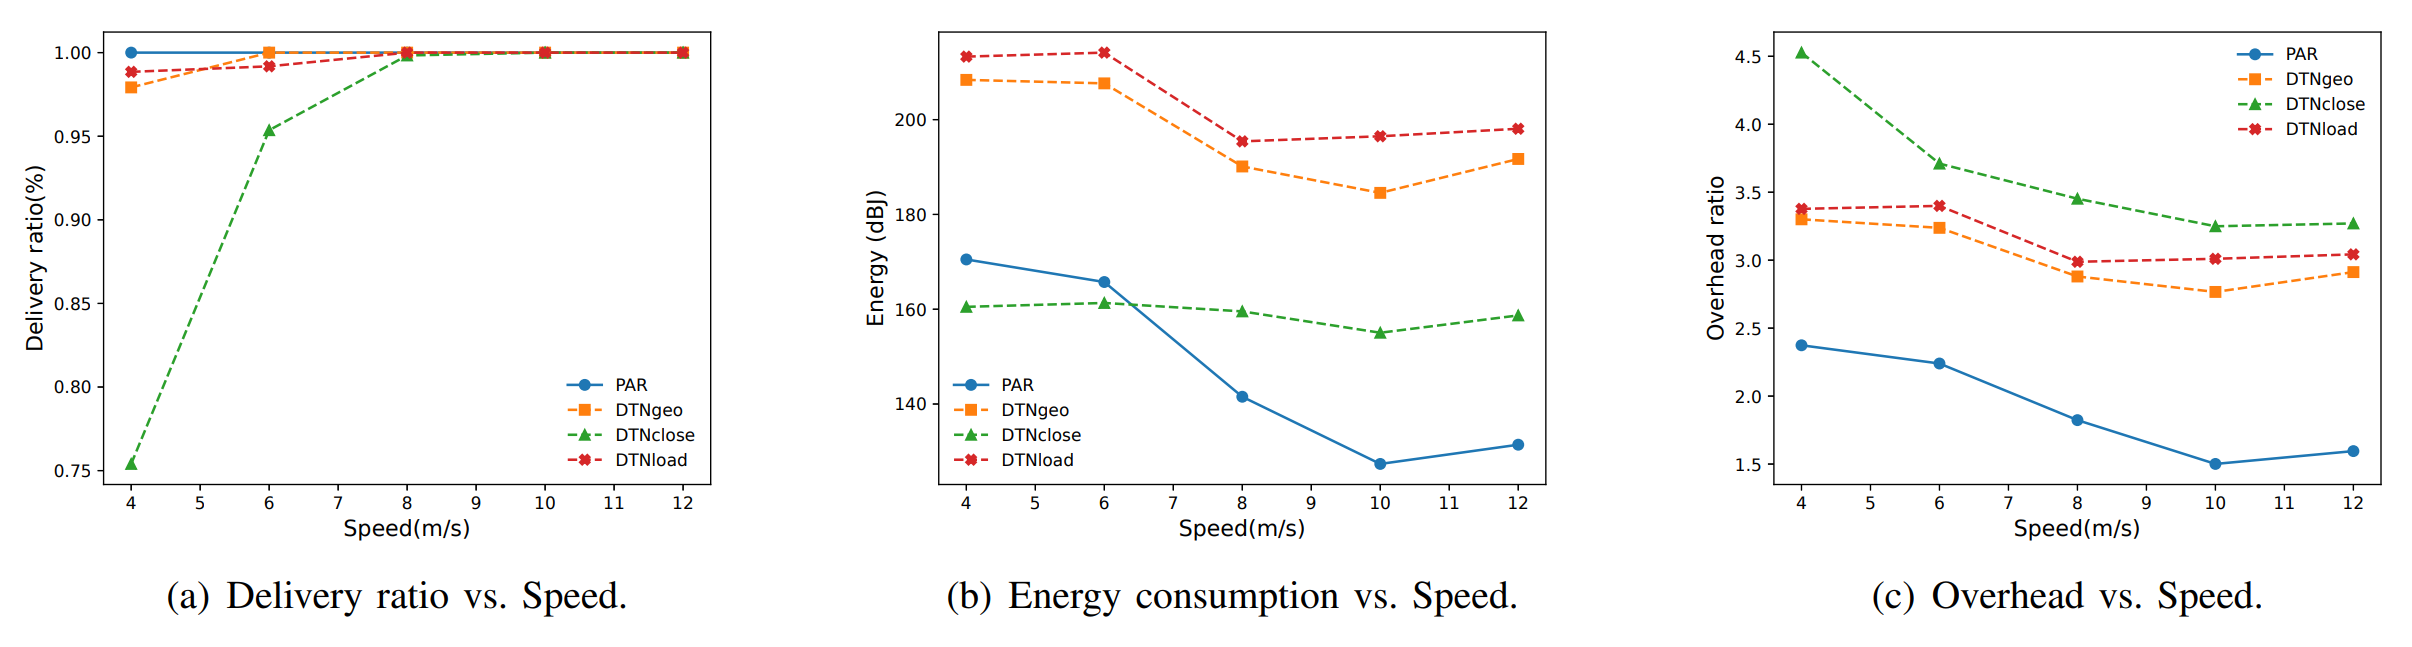 Delivery ratio(%)
1.00
0.95
0.90
0.85
0.80
0.75
PAR
DTNgeo
DTNclose
DTNload
4 5 6 7 8 9 10 11 12
Speed(m/s)
(a) Delivery ratio vs. Speed.
Energy (dBJ)
200
180
160
140
PAR
DTNgeo
DTNclose
DTNload
4 5 6 7 8 9 10 11 12
Speed(m/s)
(b) Energy consumption vs. Speed.
Overhead ratio
4.5
4.0
3.5
3.0
2.5
2.0
1.5
PAR
DTNgeo
DTNclose
DTNload
4 5 6 7 8 9 10 11 12
Speed(m/s)
(c) Overhead vs. Speed.